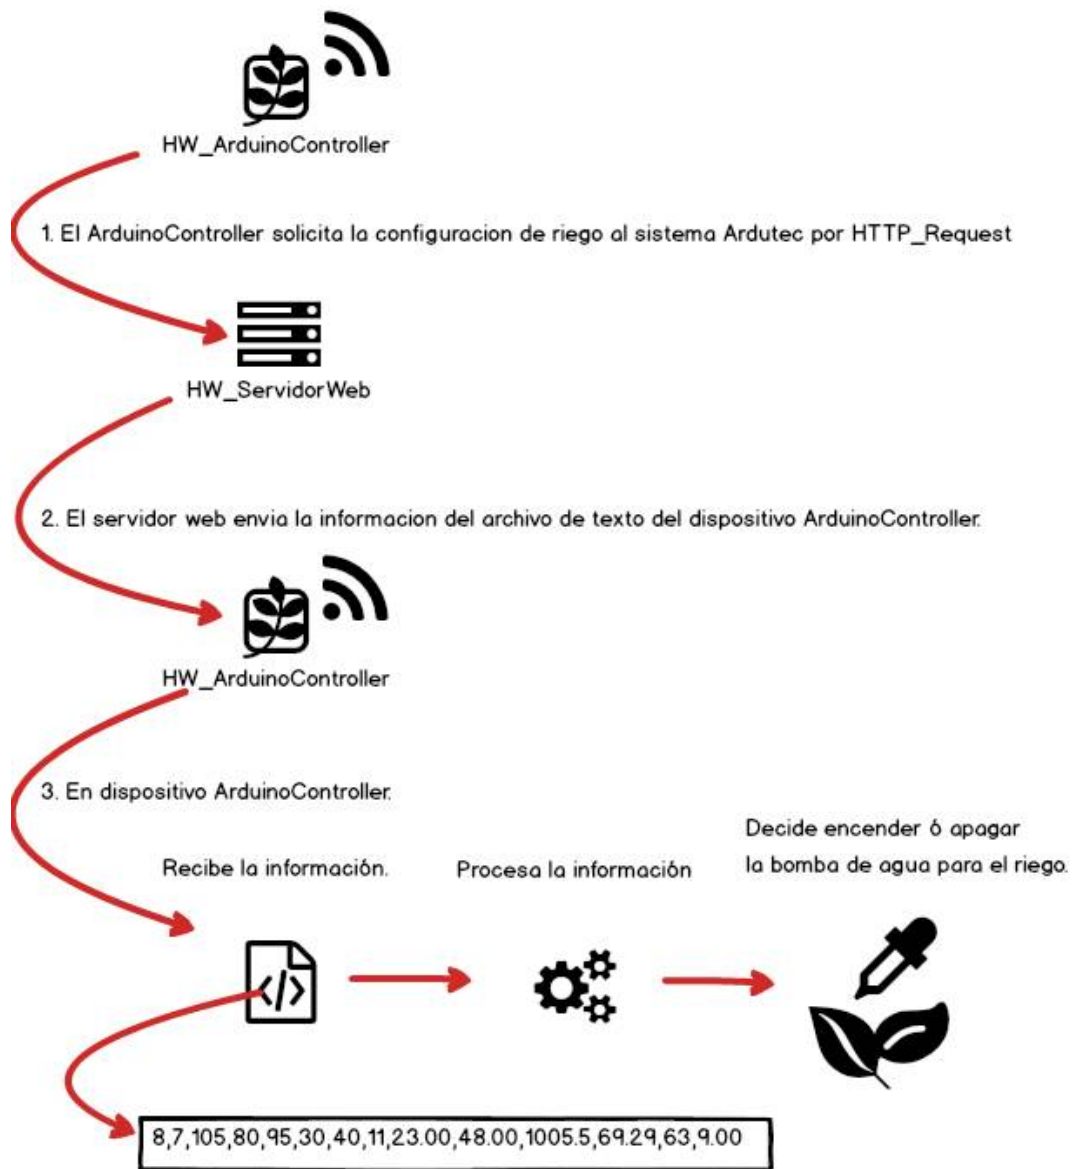 HW_ArduinoController
1. El ArduinoController solicita la configuracion de riego al sistema Ardutec por HTTP_Request
HW_ServidorWeb
2. El servidor web envia la informacion del archivo de texto del dispositivo ArduinoController.
HW_ArduinoController
3. En dispositivo ArduinoController.
Recibe la información.
Procesa la información
Decide encender ó apagar
la bomba de agua para el riego.
</>
8,7,105,80,95,30,40,11,23.00,48.00,1005.5,69.29,63,9.00